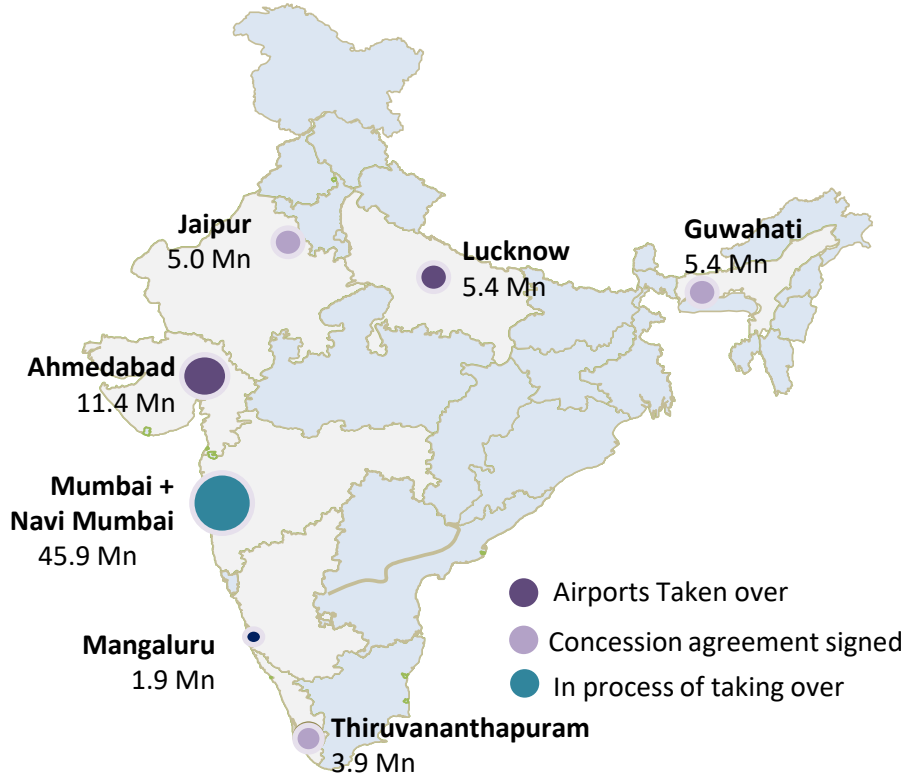 Jaipur
5.0 Mn
Lucknow
5.4 Mn
Guwahati
5.4 Mn
Ahmedabad
11.4 Mn
Mumbai +
Navi Mumbai
45.9 Mn
Mangaluru
1.9 Mn
Thiruvananthapuram
3.9 Mn
Airports Taken over
Concession agreement signed
In process of taking over